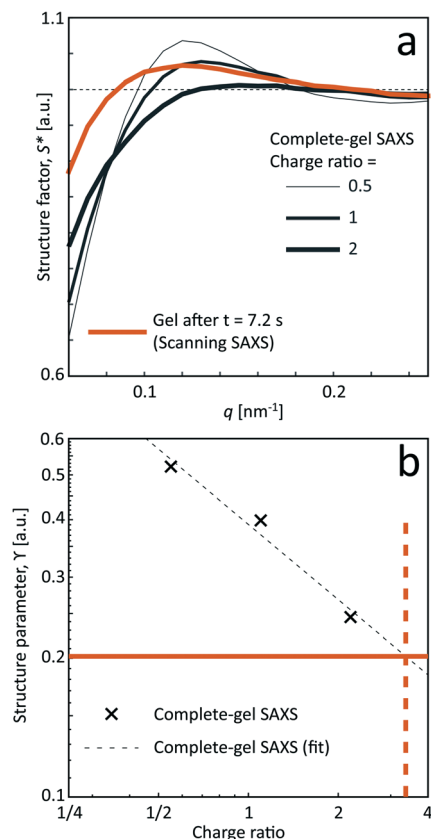 1.1
a
Structure factor, S* [a.u.]
Complete-gel SAXS
Charge ratio =
0.5
1
2
Gel after t = 7.2 s
(Scanning SAXS)
0.6
0.1
0.2
q [nm⁻¹]
b
0.6
0.5
0.4
0.3
0.2
0.1
Structure parameter, ϒ [a.u.]
Complete-gel SAXS
Complete-gel SAXS (fit)
1/4
1/2
1
2
4
Charge ratio